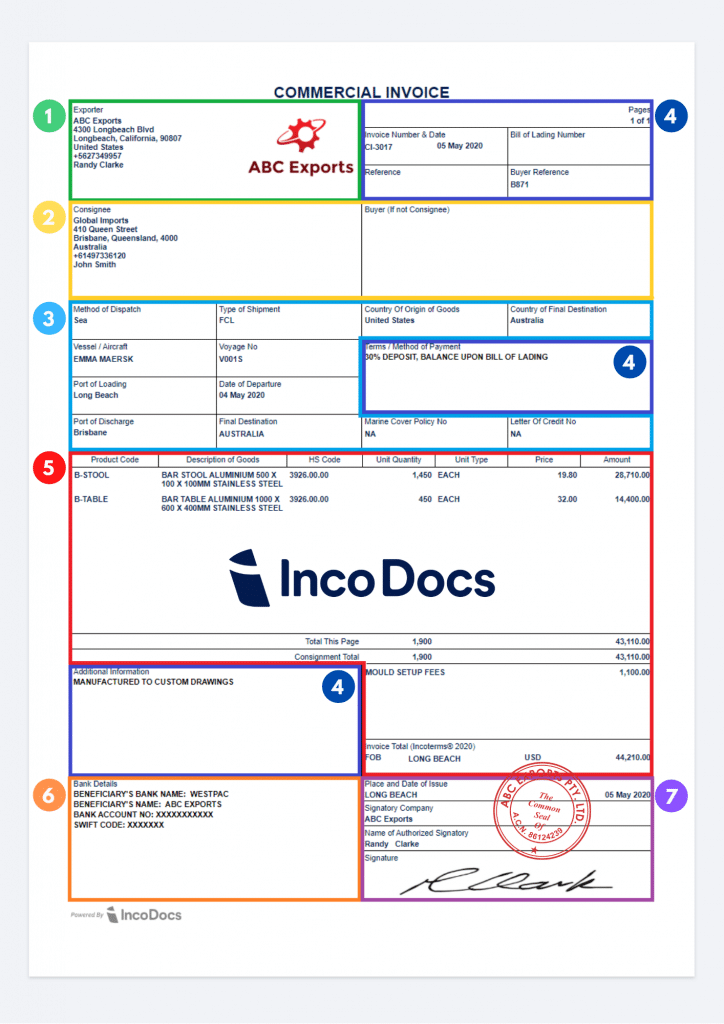 COMMERCIAL INVOICE
1
Exporter
ABC Exports
4300 Longbeach Blvd
Longbeach, California, 90807
United States
+5627349957
Randy Clarke
ABC Exports
Pages
1 of 1
4
Invoice Number & Date
CI-3017 05 May 2020
Bill of Lading Number
Reference
Buyer Reference
B871
2
Consignee
Global Imports
410 Queen Street
Brisbane, Queensland, 4000
Australia
+61497336120
John Smith
Buyer (If not Consignee)
3
Method of Dispatch
Sea
Type of Shipment
FCL
Country Of Origin of Goods
United States
Country of Final Destination
Australia
Vessel / Aircraft
EMMA MAERSK
Voyage No
V001S
Terms / Method of Payment
30% DEPOSIT, BALANCE UPON BILL OF LADING
4
Port of Loading
Long Beach
Date of Departure
04 May 2020
Port of Discharge
Brisbane
Final Destination
AUSTRALIA
Marine Cover Policy No
NA
Letter Of Credit No
NA
5
Product Code Description of Goods HS Code Unit Quantity Unit Type Price Amount
B-STOOL BAR STOOL ALUMINIUM 500 X 3926.00.00 1,450 EACH 19.80 28,710.00
100 X 100MM STAINLESS STEEL
B-TABLE BAR TABLE ALUMINIUM 1000 X 3926.00.00 450 EACH 32.00 14,400.00
600 X 400MM STAINLESS STEEL
IncoDocs
Total This Page 1,900 43,110.00
Consignment Total 1,900 43,110.00
Additional Information
MANUFACTURED TO CUSTOM DRAWINGS
4
MOULD SETUP FEES 1,100.00
Invoice Total (Incoterms® 2020)
FOB LONG BEACH USD 44,210.00
6
Bank Details
BENEFICIARY'S BANK NAME: WESTPAC
BENEFICIARY'S NAME: ABC EXPORTS
BANK ACCOUNT NO: XXXXXXXXXXX
SWIFT CODE: XXXXXXX
Place and Date of Issue
LONG BEACH 05 May 2020
7
Signatory Company
ABC Exports
Name of Authorized Signatory
Randy Clarke
Signature
ABC EXPORTS PTY. LTD.
The
Common
Seal
Of
A.C.N. 86124239
R Clark
Powered By IncoDocs